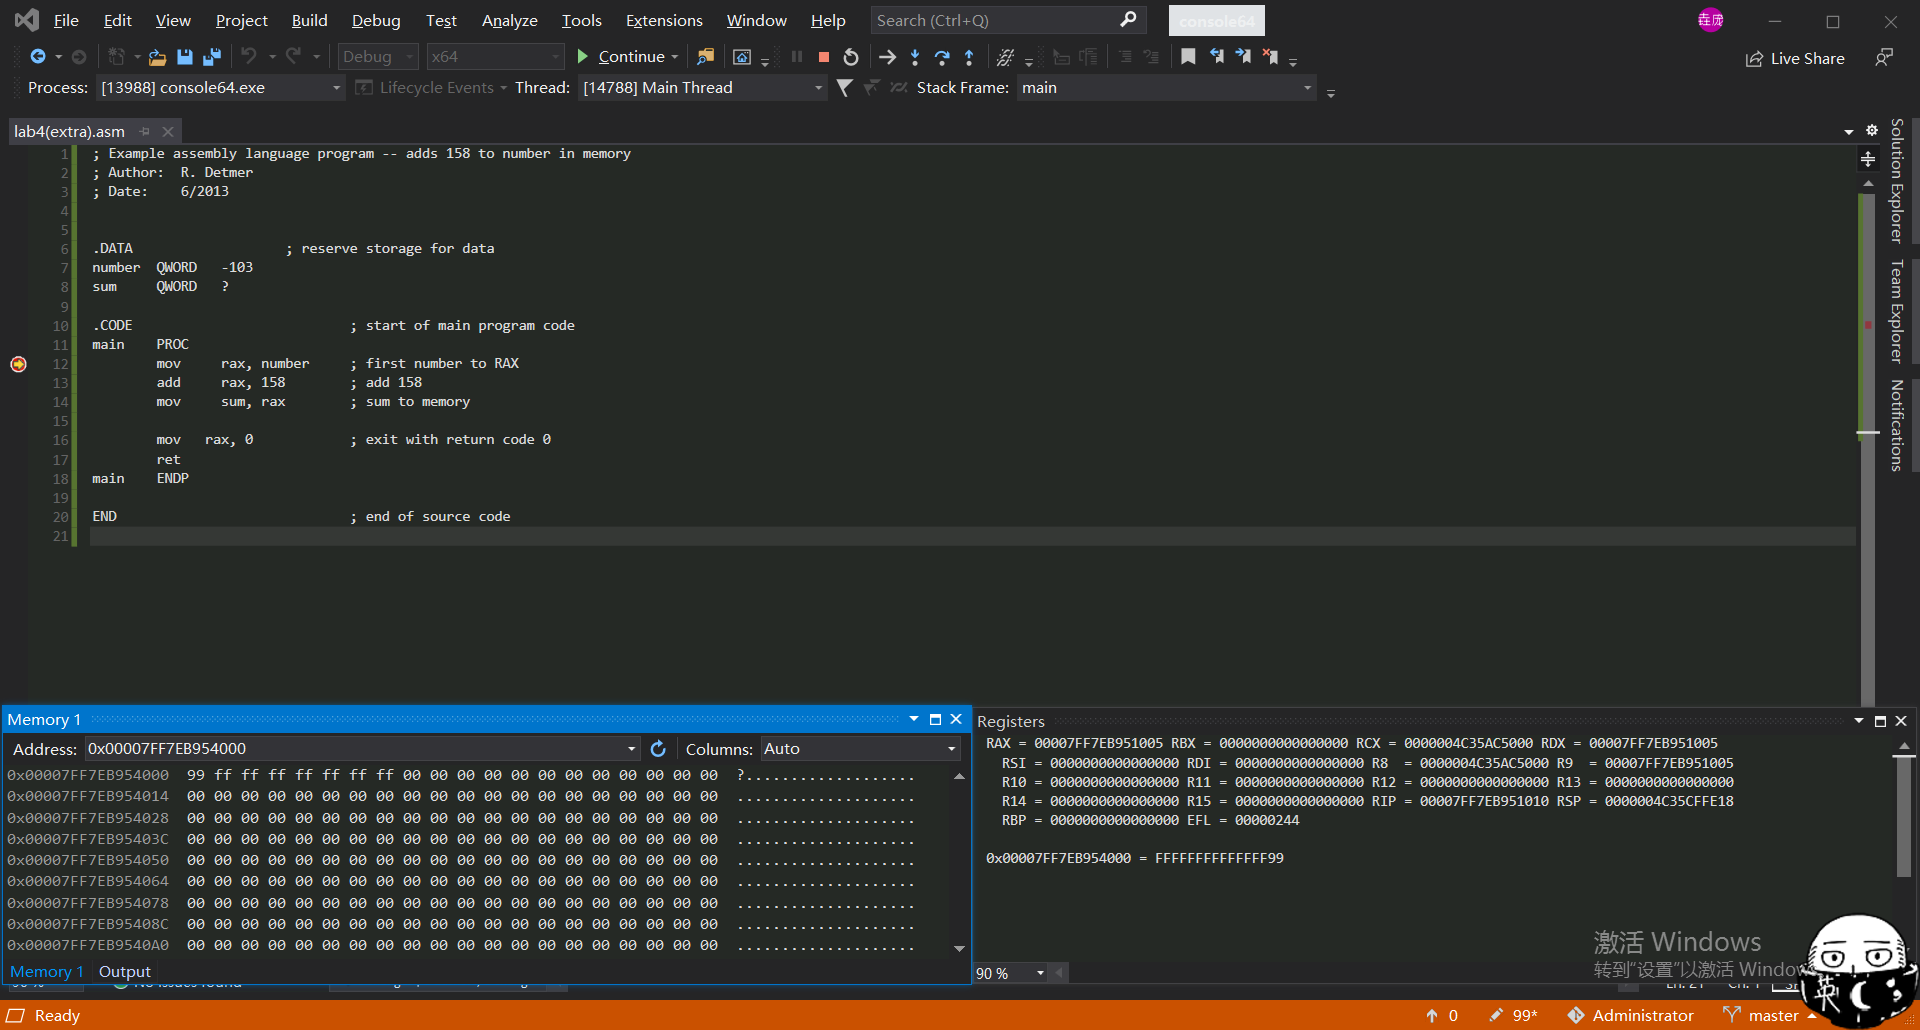 File Edit View Project Build Debug Test Analyze Tools Extensions Window Help Search (Ctrl+Q) console64
Debug x64 Continue Live Share
Process: [13988] console64.exe Lifecycle Events Thread: [14788] Main Thread Stack Frame: main
lab4(extra).asm
1 ; Example assembly language program -- adds 158 to number in memory
2 ; Author:  R. Detmer
3 ; Date:    6/2013
4
5
6 .DATA                   ; reserve storage for data
7 number  QWORD   -103
8 sum     QWORD   ?
9
10 .CODE                           ; start of main program code
11 main    PROC
12         mov     rax, number     ; first number to RAX
13         add     rax, 158        ; add 158
14         mov     sum, rax        ; sum to memory
15
16         mov   rax, 0            ; exit with return code 0
17         ret
18 main    ENDP
19
20 END                             ; end of source code
21
Solution Explorer
Team Explorer
Notifications
Memory 1
Address: 0x00007FF7EB954000 Columns: Auto
0x00007FF7EB954000 99 ff ff ff ff ff ff ff 00 00 00 00 00 00 00 00 00 00 00 00 ?...................
0x00007FF7EB954014 00 00 00 00 00 00 00 00 00 00 00 00 00 00 00 00 00 00 00 00 ....................
0x00007FF7EB954028 00 00 00 00 00 00 00 00 00 00 00 00 00 00 00 00 00 00 00 00 ....................
0x00007FF7EB95403C 00 00 00 00 00 00 00 00 00 00 00 00 00 00 00 00 00 00 00 00 ....................
0x00007FF7EB954050 00 00 00 00 00 00 00 00 00 00 00 00 00 00 00 00 00 00 00 00 ....................
0x00007FF7EB954064 00 00 00 00 00 00 00 00 00 00 00 00 00 00 00 00 00 00 00 00 ....................
0x00007FF7EB954078 00 00 00 00 00 00 00 00 00 00 00 00 00 00 00 00 00 00 00 00 ....................
0x00007FF7EB95408C 00 00 00 00 00 00 00 00 00 00 00 00 00 00 00 00 00 00 00 00 ....................
0x00007FF7EB9540A0 00 00 00 00 00 00 00 00 00 00 00 00 00 00 00 00 00 00 00 00 ....................
Memory 1 Output
Registers
RAX = 00007FF7EB951005 RBX = 0000000000000000 RCX = 0000004C35AC5000 RDX = 00007FF7EB951005
RSI = 0000000000000000 RDI = 0000000000000000 R8  = 0000004C35AC5000 R9  = 00007FF7EB951005
R10 = 0000000000000000 R11 = 0000000000000000 R12 = 0000000000000000 R13 = 0000000000000000
R14 = 0000000000000000 R15 = 0000000000000000 RIP = 00007FF7EB951010 RSP = 0000004C35CFFE18
RBP = 0000000000000000 EFL = 00000244
0x00007FF7EB954000 = FFFFFFFFFFFFFF99
90 %
激活 Windows
转到"设置"以激活 Windo
英
Ready 0 99* Administrator master